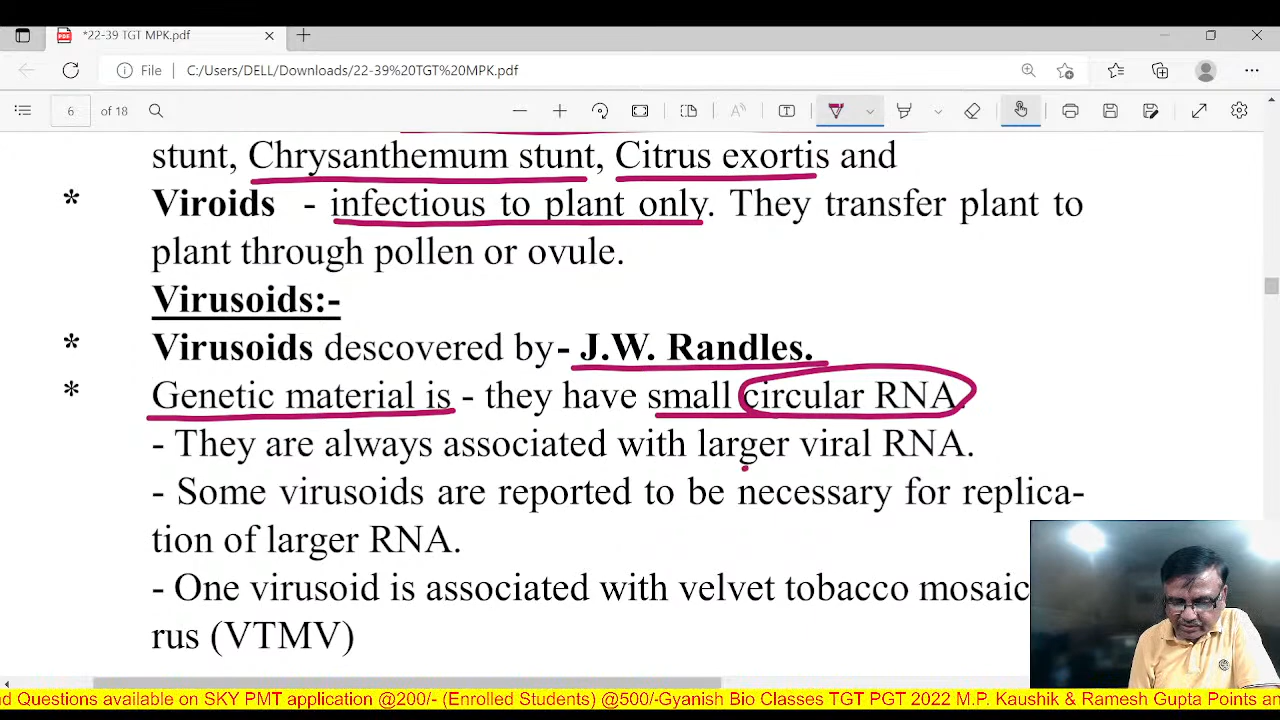 *22-39 TGT MPK.pdf
File C:/Users/DELL/Downloads/22-39%20TGT%20MPK.pdf
6 of 18
stunt, Chrysanthemum stunt, Citrus exortis and
* Viroids - infectious to plant only. They transfer plant to
plant through pollen or ovule.
Virusoids:-
* Virusoids descovered by- J.W. Randles.
* Genetic material is - they have small circular RNA.
- They are always associated with larger viral RNA.
- Some virusoids are reported to be necessary for replica-
tion of larger RNA.
- One virusoid is associated with velvet tobacco mosaic
rus (VTMV)
Questions available on SKY PMT application @200/- (Enrolled Students) @500/-Gyanish Bio Classes TGT PGT 2022 M.P. Kaushik & Ramesh Gupta Points